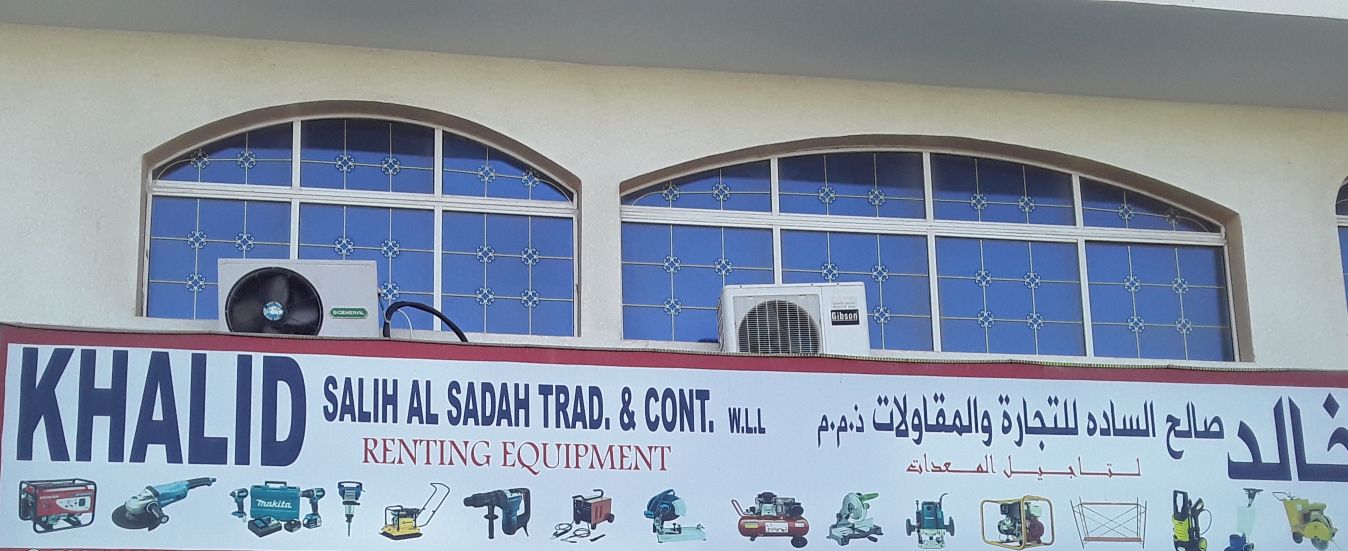 GENERAL
Gibson
KHALID SALIH AL SADAH TRAD. & CONT. W.L.L
RENTING EQUIPMENT
خالد صالح الساده للتجارة والمقاولات ذ.م.م
لتاجيل المعدات
makita